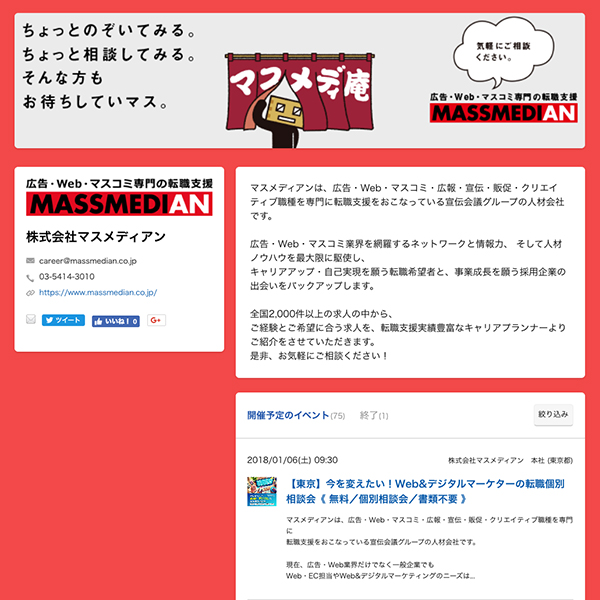 ちょっとのぞいてみる。
ちょっと相談してみる。
そんな方も
お待ちしていマス。
マスメディ庵
気軽にご相談
ください。
広告・Web・マスコミ専門の転職支援
MASSMEDIAN
広告・Web・マスコミ専門の転職支援
MASSMEDIAN
株式会社マスメディアン
career@massmedian.co.jp
03-5414-3010
https://www.massmedian.co.jp/
ツイート
いいね！ 0
G+
マスメディアンは、広告・Web・マスコミ・広報・宣伝・販促・クリエイ
ティブ職種を専門に転職支援をおこなっている宣伝会議グループの人材会社
です。
広告・Web・マスコミ業界を網羅するネットワークと情報力、 そして人材
ノウハウを最大限に駆使し、
キャリアアップ・自己実現を願う転職希望者と、事業成長を願う採用企業の
出会いをバックアップします。
全国2,000件以上の求人の中から、
ご経験とご希望に合う求人を、転職支援実績豊富なキャリアプランナーより
ご紹介をさせていただきます。
是非、お気軽にご相談ください！
開催予定のイベント(75) 終了(1)
絞り込み
2018/01/06(土) 09:30
株式会社マスメディアン 本社 (東京都)
【東京】今を変えたい！Web&デジタルマーケターの転職個別
相談会《 無料／個別相談会／書類不要 》
マスメディアンは、広告・Web・マスコミ・広報・宣伝・販促・クリエイティブ職種を専門
に
転職支援をおこなっている宣伝会議グループの人材会社です。
現在、広告・Web業界だけでなく一般企業でも
Web・EC担当やWeb&デジタルマーケティングのニーズは...